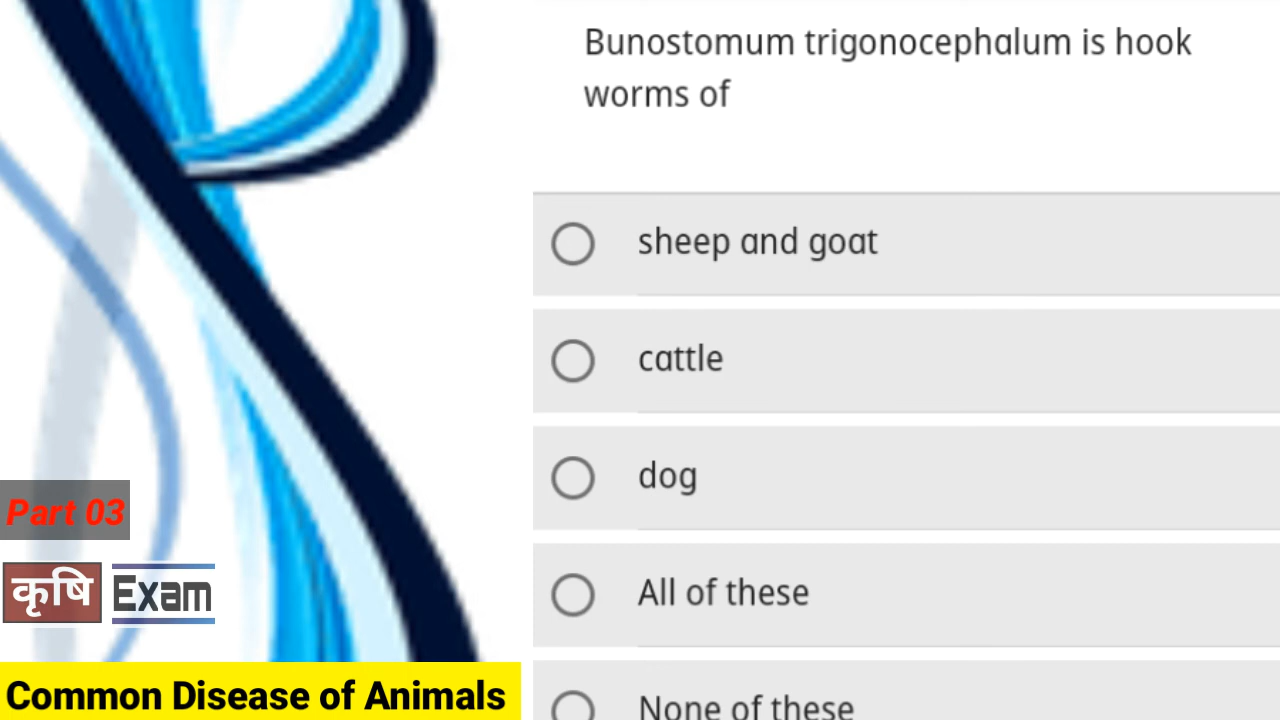 Bunostomum trigonocephalum is hook
worms of
sheep and goat
cattle
dog
All of these
None of these
Part 03
कृषि Exam
Common Disease of Animals